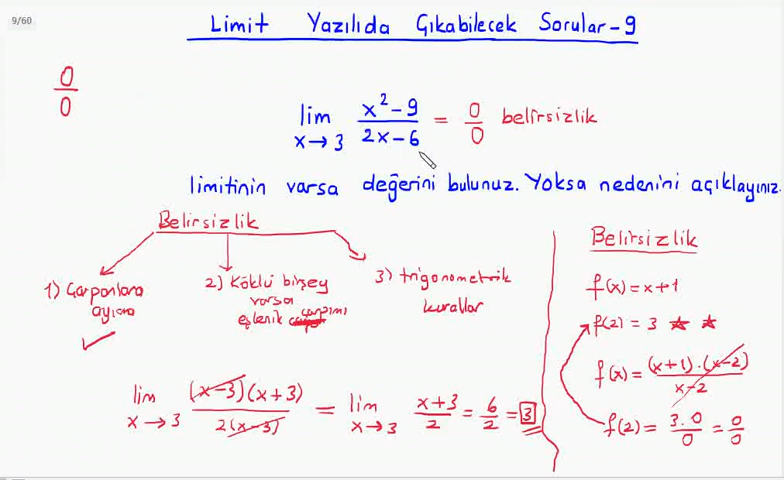 9/60
Limit Yazılıda Çıkabilecek Sorular-9
0/0
lim x→3 (x²-9)/(2x-6) = 0/0 belirsizlik
limitinin varsa değerini bulunuz. Yoksa nedenini açıklayınız.
Belirsizlik
1) Çarpanlara
ayırma
2) Köklü birşey
varsa
eşlenik çarpımı
3) trigonometrik
kurallar
lim x→3 (x-3)(x+3)/2(x-3) = lim x→3 (x+3)/2 = 6/2 = 3
Belirsizlik
f(x) = x+1
f(2) = 3 ★ ★
f(x) = (x+1).(x-2)/x-2
f(2) = 3.0/0 = 0/0